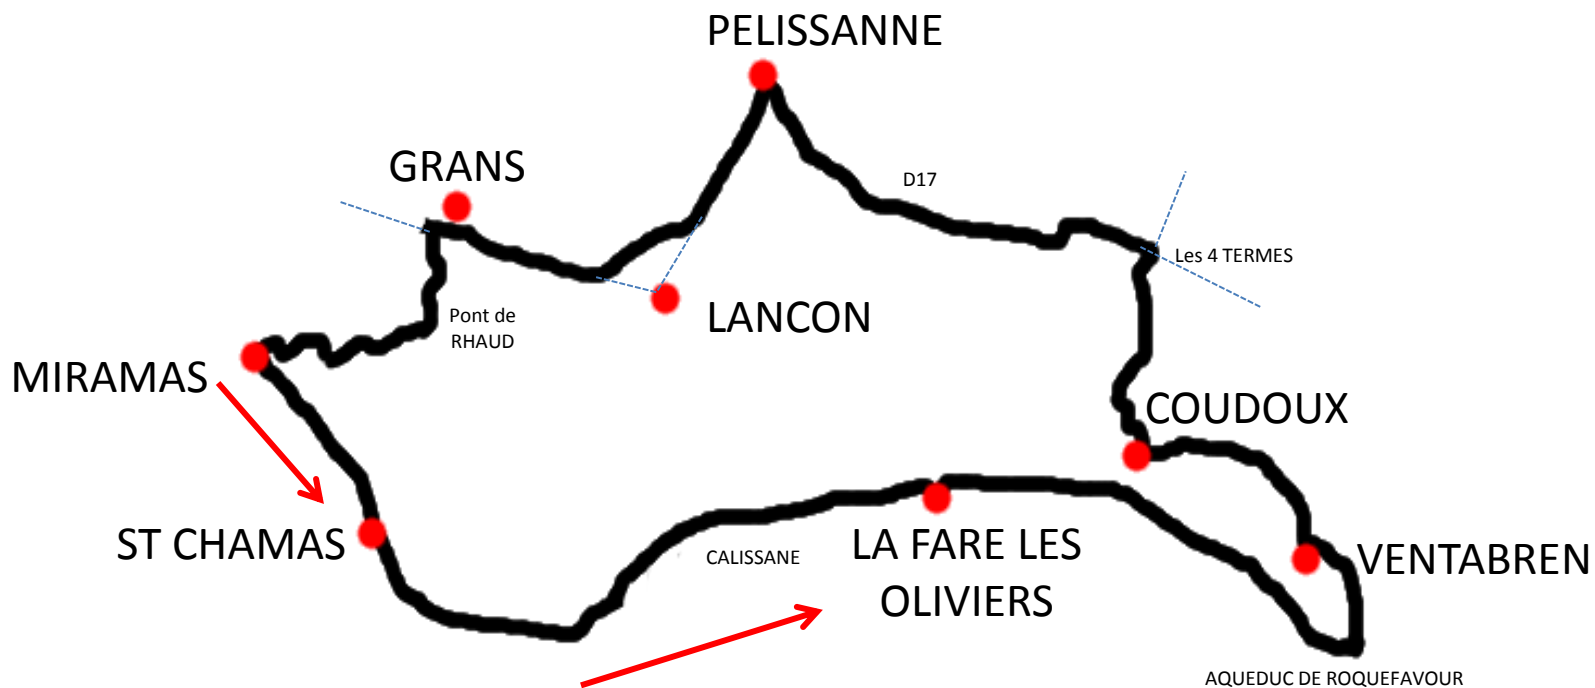 PELISSANNE
GRANS
D17
Les 4 TERMES
Pont de
RHAUD
LANCON
MIRAMAS
COUDOUX
ST CHAMAS
CALISSANE
LA FARE LES
OLIVIERS
VENTABREN
AQUEDUC DE ROQUEFAVOUR